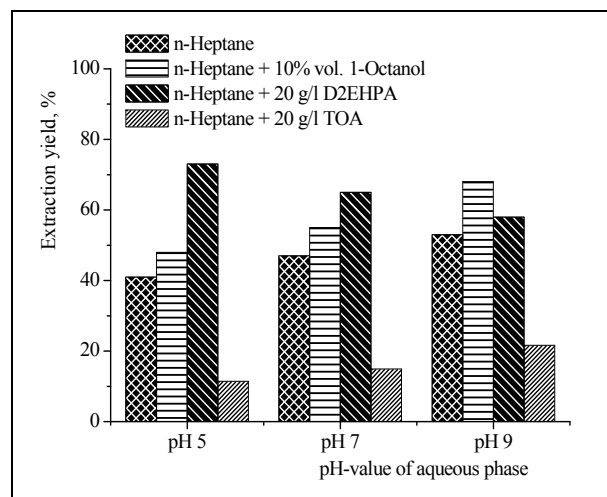 n-Heptane
n-Heptane + 10% vol. 1-Octanol
n-Heptane + 20 g/l D2EHPA
n-Heptane + 20 g/l TOA
100
80
60
40
20
0
Extraction yield, %
pH 5
pH 7
pH 9
pH-value of aqueous phase